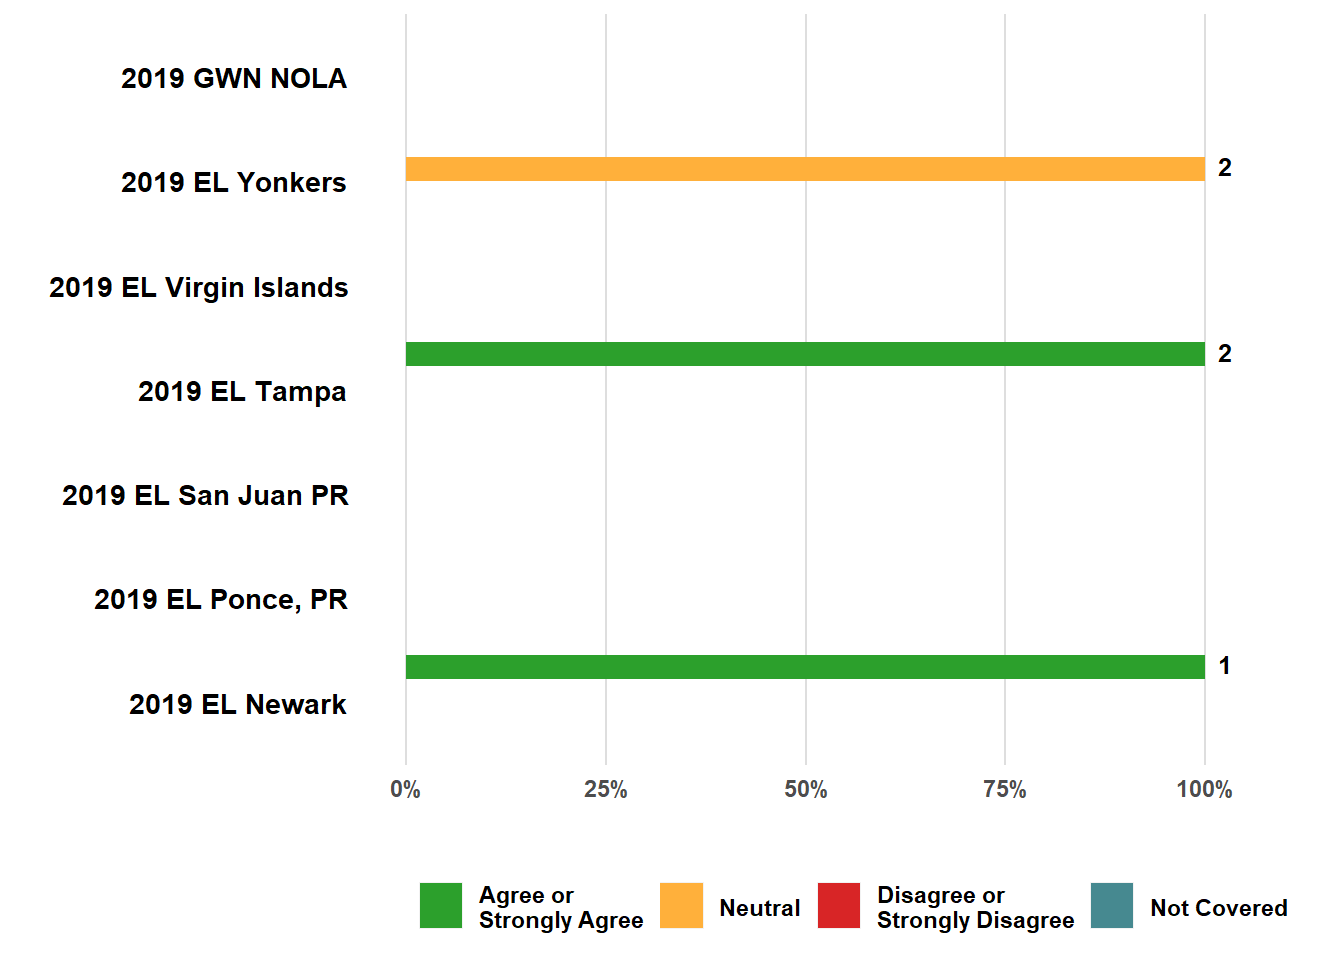 2019 GWN NOLA
2019 EL Yonkers
2
2019 EL Virgin Islands
2
2019 EL Tampa
2019 EL San Juan PR
2019 EL Ponce, PR
1
2019 EL Newark
0%
25%
50%
75%
100%
Agree or
Strongly Agree
Neutral
Disagree or
Strongly Disagree
Not Covered